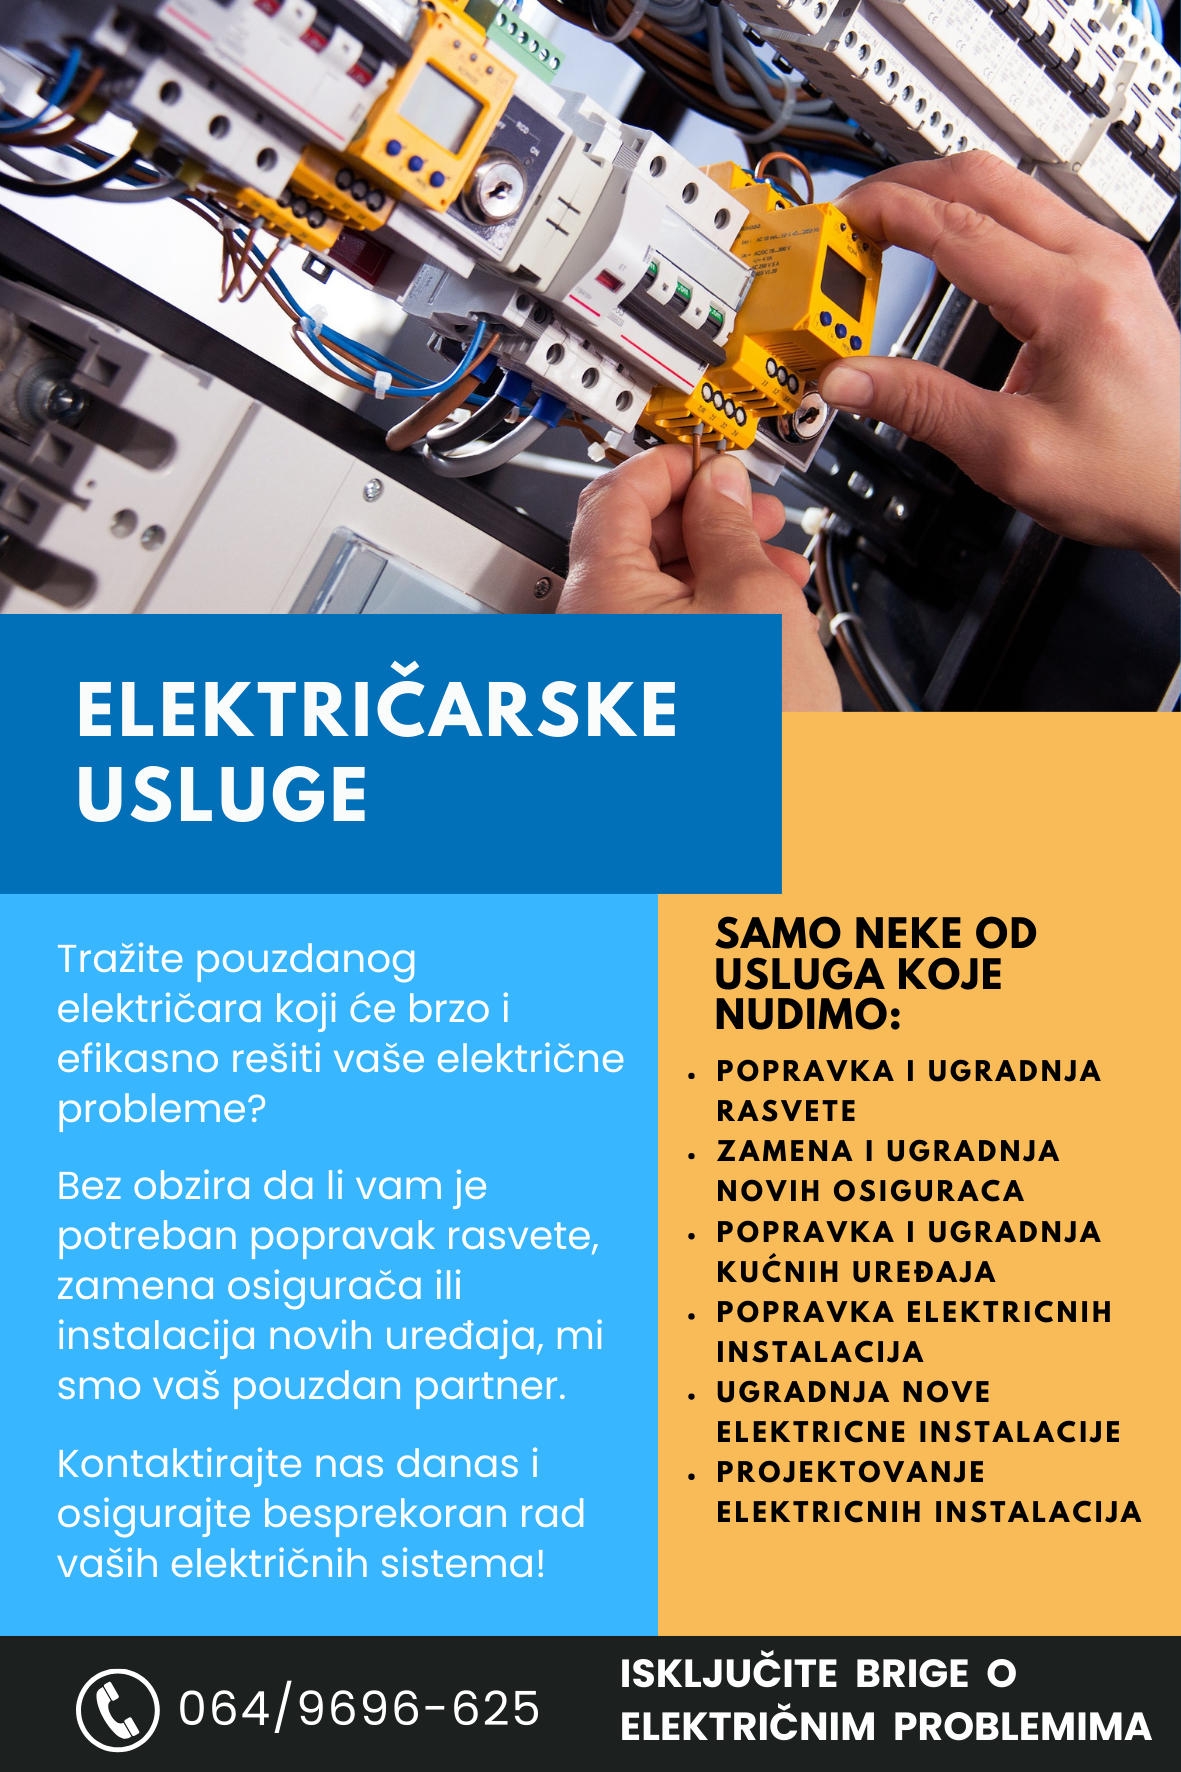 ELEKTRIČARSKE
USLUGE
Tražite pouzdanog
električara koji će brzo i
efikasno rešiti vaše električne
probleme?
Bez obzira da li vam je
potreban popravak rasvete,
zamena osigurača ili
instalacija novih uređaja, mi
smo vaš pouzdan partner.
Kontaktirajte nas danas i
osigurajte besprekoran rad
vaših električnih sistema!
SAMO NEKE OD
USLUGA KOJE
NUDIMO:
• POPRAVKA I UGRADNJA
RASVETE
• ZAMENA I UGRADNJA
NOVIH OSIGURACA
• POPRAVKA I UGRADNJA
KUĆNIH UREĐAJA
• POPRAVKA ELEKTRICNIH
INSTALACIJA
• UGRADNJA NOVE
ELEKTRICNE INSTALACIJE
• PROJEKTOVANJE
ELEKTRICNIH INSTALACIJA
064/9696-625
ISKLJUČITE BRIGE O
ELEKTRIČNIM PROBLEMIMA